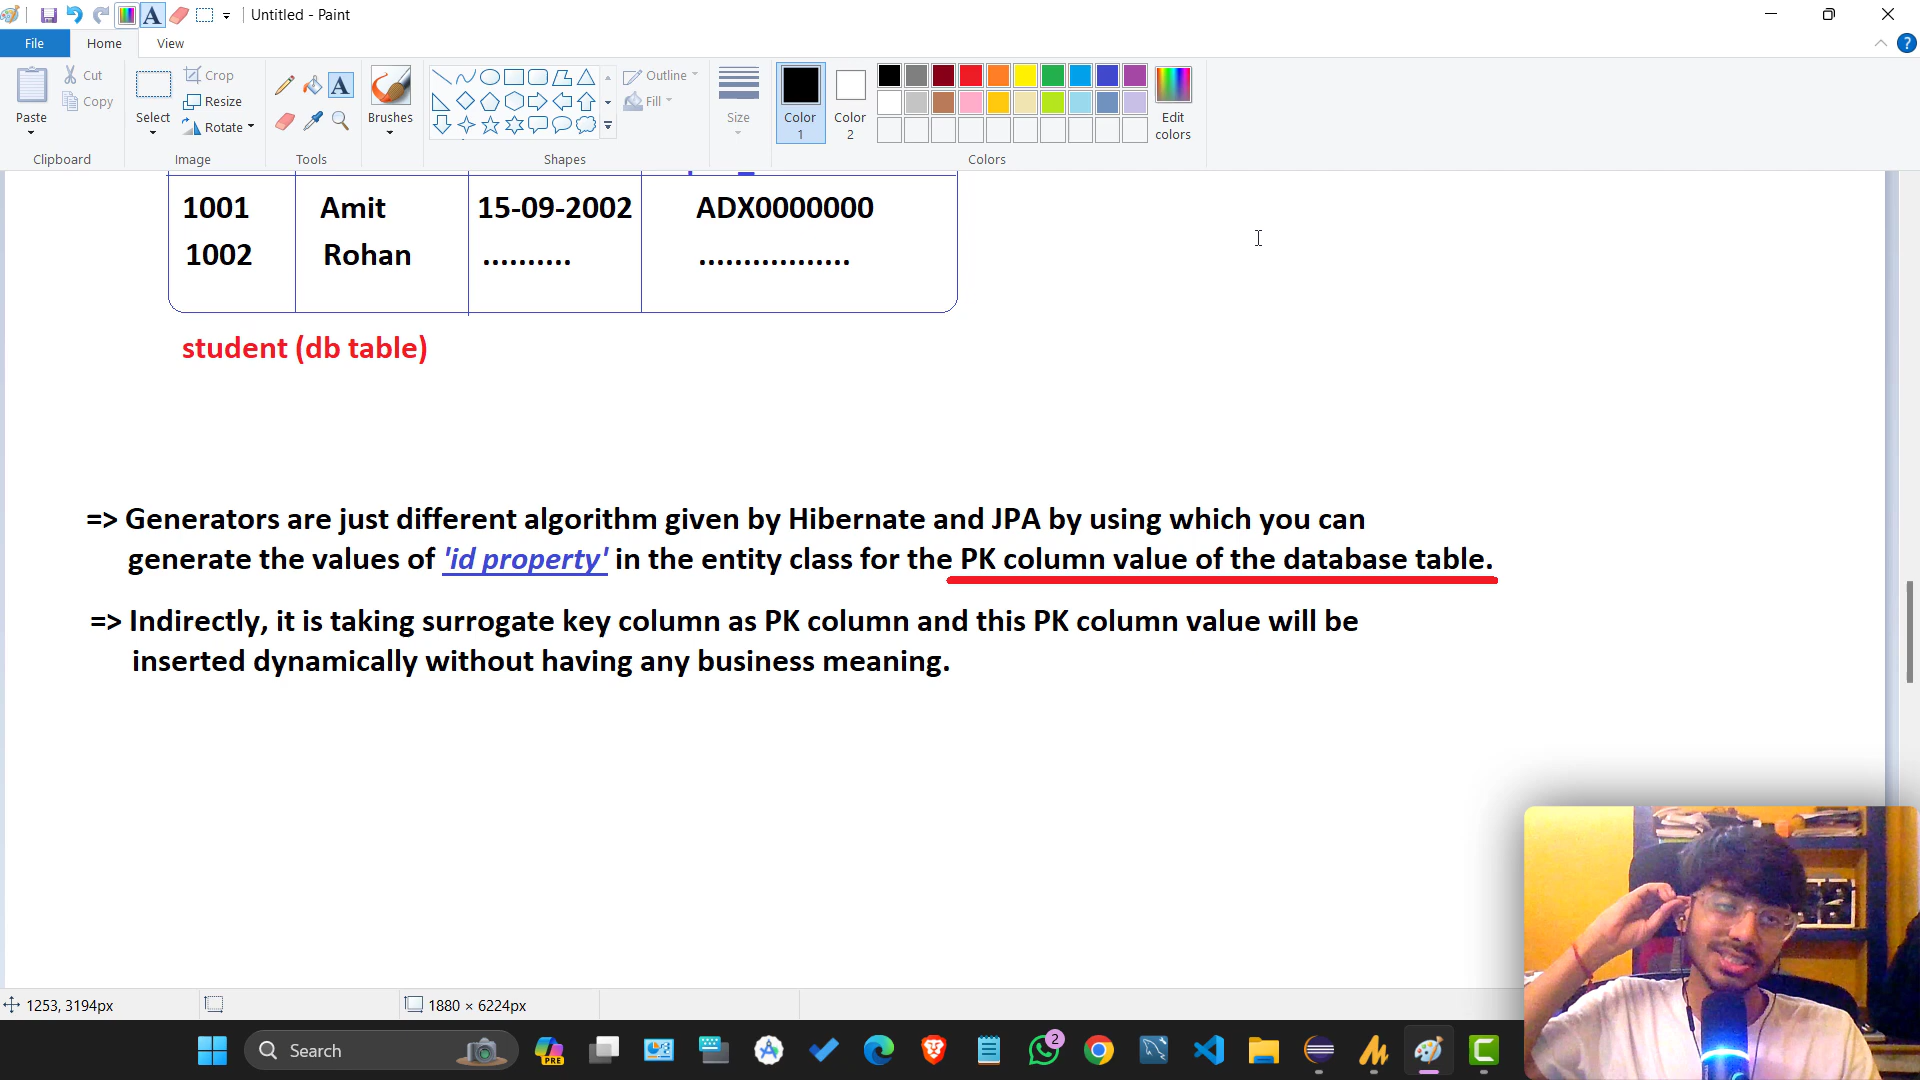 Untitled - Paint
File
Home
View
Paste
Cut
Copy
Clipboard
Select
Crop
Resize
Rotate
Image
A
Tools
Brushes
Shapes
Outline
Fill
Size
Color 1
Color 2
Edit colors
Colors
1001 Amit 15-09-2002 ADX0000000
1002 Rohan .......... .................
student (db table)
=> Generators are just different algorithm given by Hibernate and JPA by using which you can
generate the values of 'id property' in the entity class for the PK column value of the database table.
=> Indirectly, it is taking surrogate key column as PK column and this PK column value will be
inserted dynamically without having any business meaning.
1253, 3194px
1880 × 6224px
Search
PRE
2